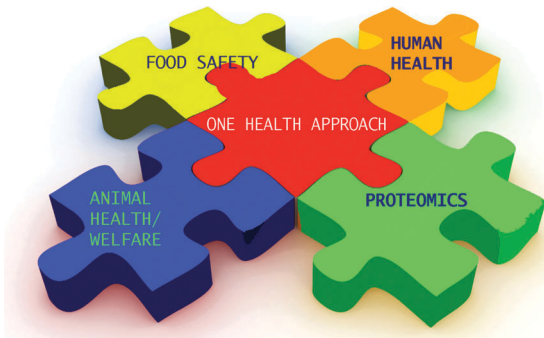 FOOD SAFETY
HUMAN
HEALTH
ONE HEALTH APPROACH
ANIMAL
HEALTH/
WELFARE
PROTEOMICS